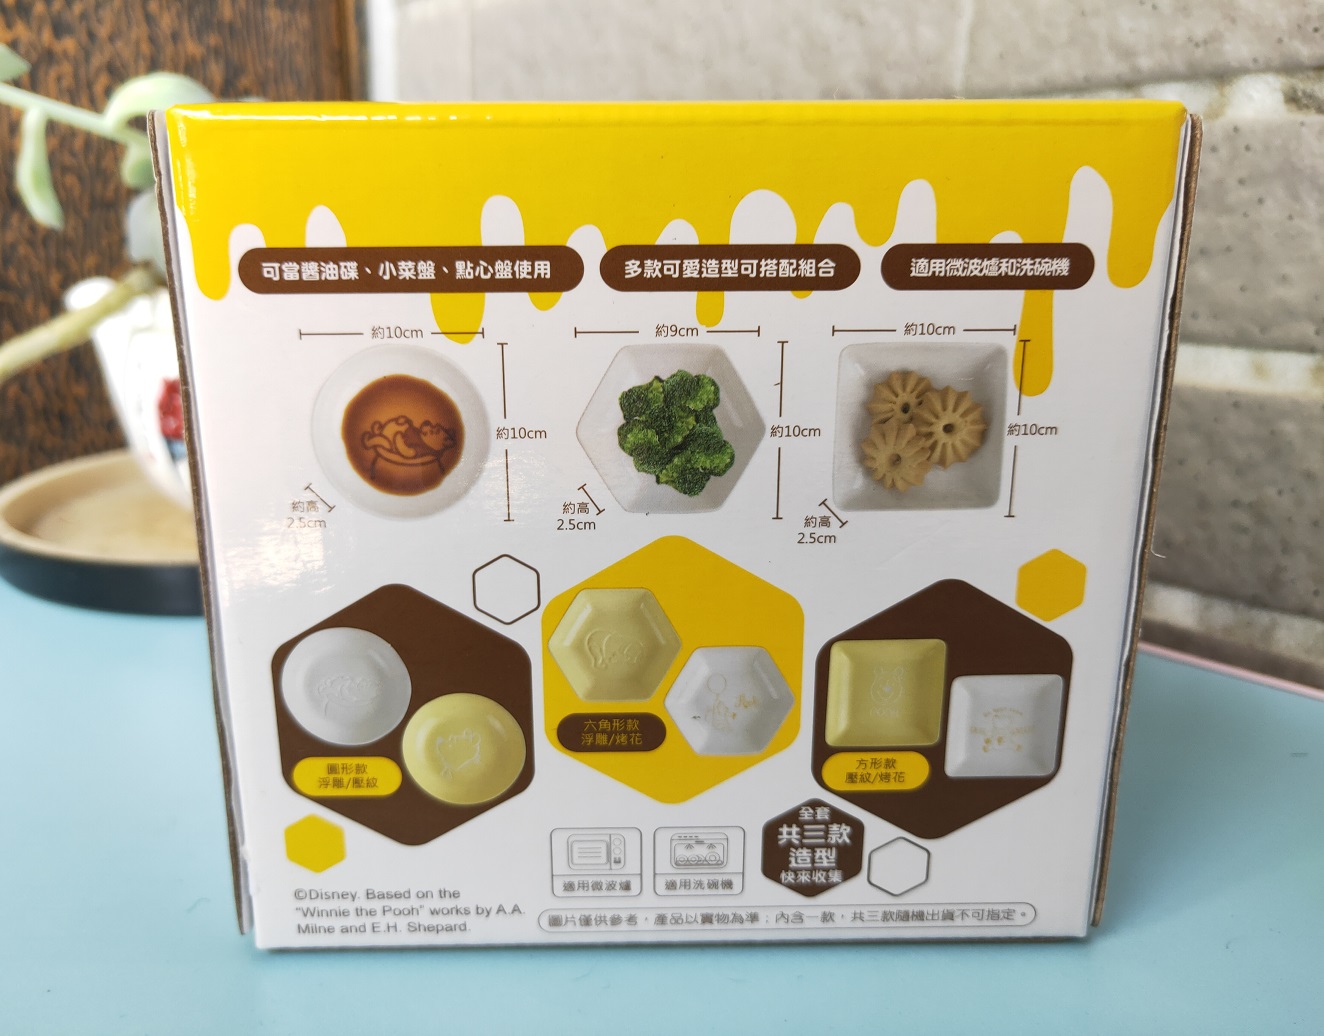 可當醬油碟、小菜盤、點心盤使用
多款可愛造型可搭配組合
適用微波爐和洗碗機
約10cm
約9cm
約10cm
約10cm
約10cm
約10cm
約高
2.5cm
約高
2.5cm
約高
2.5cm
圓形款
浮雕/壓紋
六角形款
浮雕/烤花
方形款
壓紋/烤花
全套
共三款
造型
快來收集
適用微波爐
適用洗碗機
©Disney. Based on the
"Winnie the Pooh" works by A.A.
Milne and E.H. Shepard.
圖片僅供參考，產品以實物為準；內含一款，共三款隨機出貨不可指定。